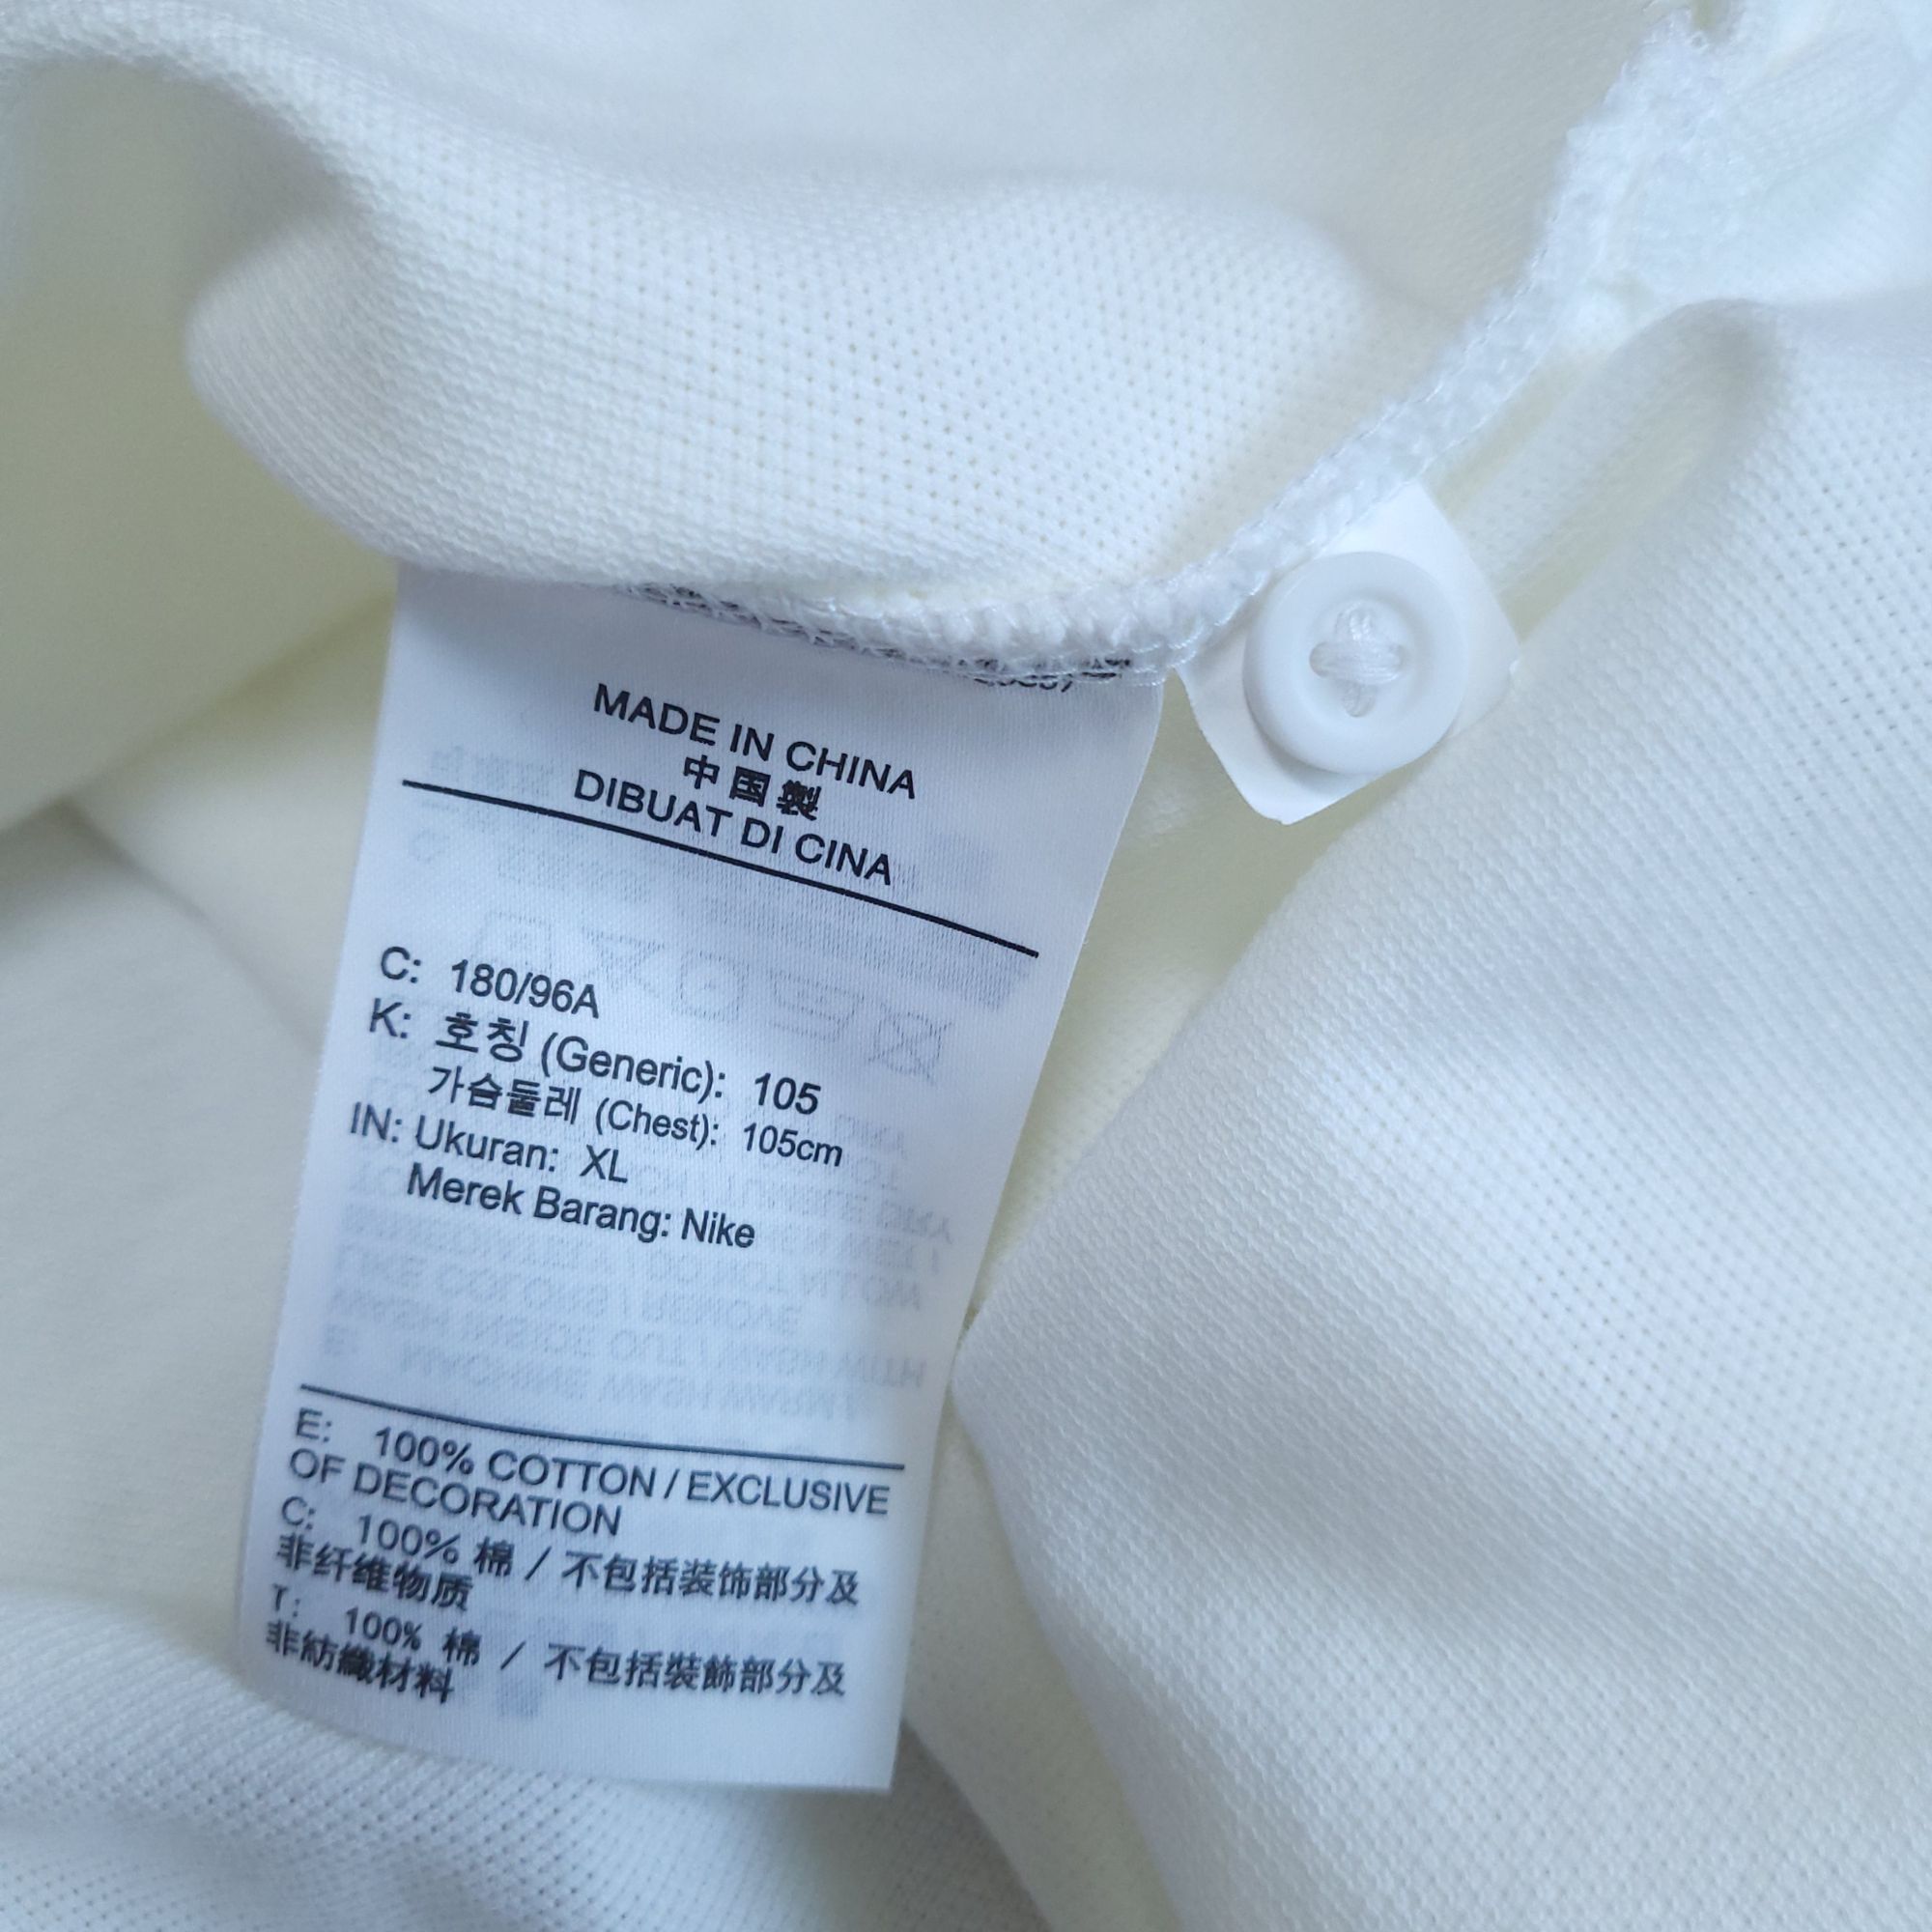 MADE IN CHINA
中国製
DIBUAT DI CINA
C: 180/96A
K: 호칭 (Generic): 105
가슴둘레 (Chest): 105cm
IN: Ukuran: XL
Merek Barang: Nike
E: 100% COTTON / EXCLUSIVE
OF DECORATION
C: 100% 棉 / 不包括装饰部分及
非纤维物质
T: 100% 棉 / 不包括裝飾部分及
非紡織材料